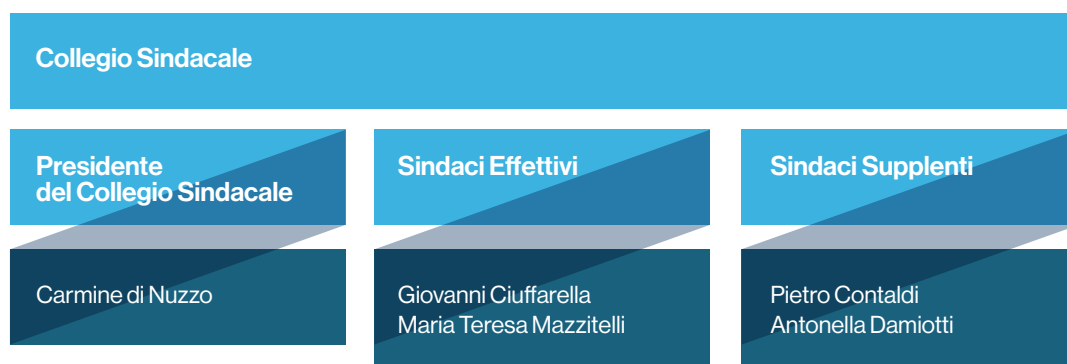 Collegio Sindacale
Presidente
del Collegio Sindacale
Carmine di Nuzzo
Sindaci Effettivi
Giovanni Ciuffarella
Maria Teresa Mazzitelli
Sindaci Supplenti
Pietro Contaldi
Antonella Damiotti